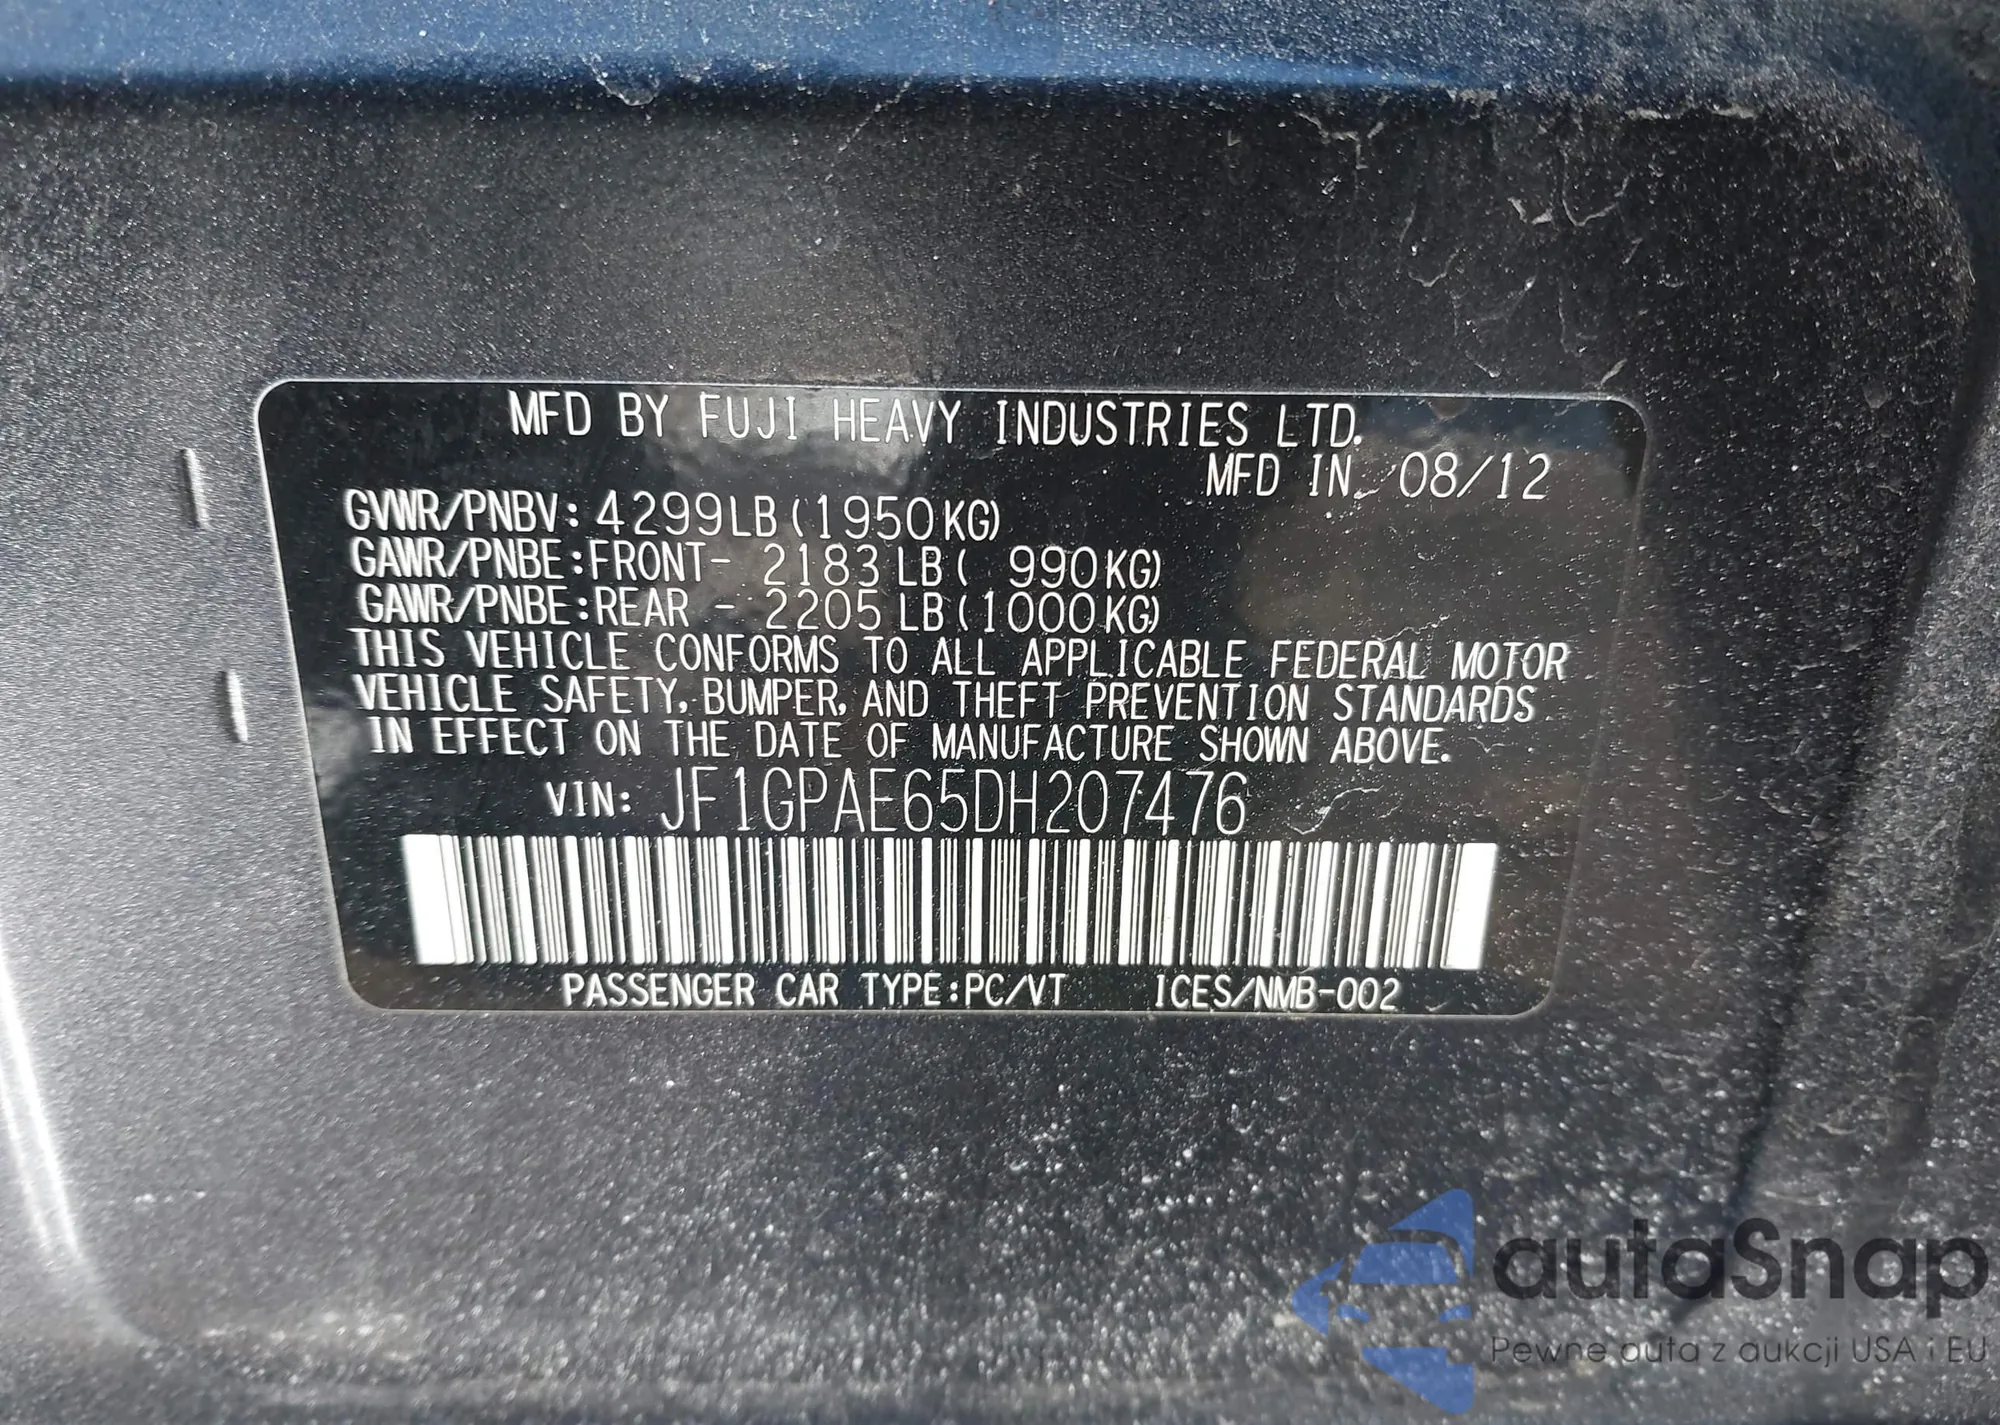 MFD BY FUJI HEAVY INDUSTRIES LTD.
MFD IN. 08/12
GVWR/PNBV: 4299LB (1950KG)
GAWR/PNBE:FRONT- 2183 LB ( 990KG)
GAWR/PNBE:REAR - 2205 LB (1000KG)
THIS VEHICLE CONFORMS TO ALL APPLICABLE FEDERAL MOTOR
VEHICLE SAFETY, BUMPER, AND THEFT PREVENTION STANDARDS
IN EFFECT ON THE DATE OF MANUFACTURE SHOWN ABOVE.
VIN: JF1GPAE65DH207476
PASSENGER CAR TYPE:PC/VT ICES/NMB-002
autaSnap
Pewne auta z aukcji USA i EU